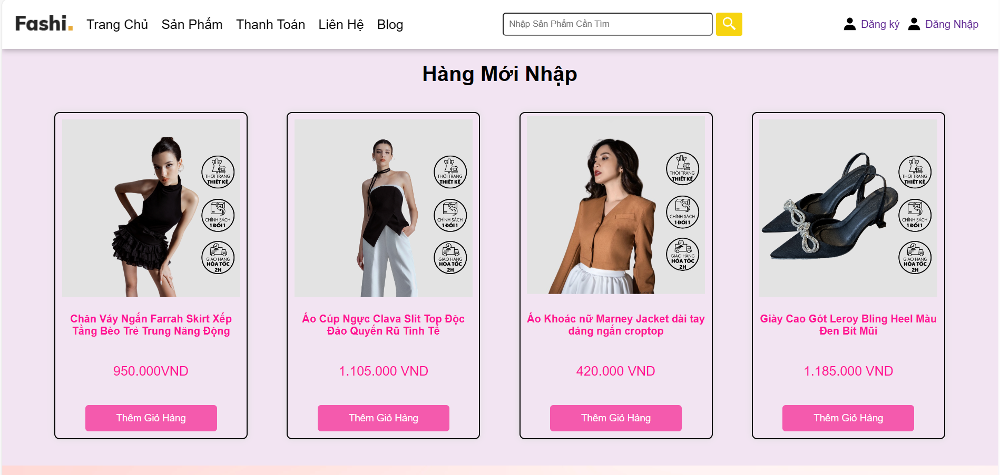 Fashi.
Trang Chủ
Sản Phẩm
Thanh Toán
Liên Hệ
Blog
Nhập Sản Phẩm Cần Tìm
Đăng ký
Đăng Nhập
Hàng Mới Nhập
THỜI TRANG
THIẾT KẾ
CHÍNH SÁCH
1 ĐỔI 1
GIAO HÀNG
HỎA TỐC
2H
Chân Váy Ngắn Farrah Skirt Xếp
Tằng Bèo Trẻ Trung Năng Động
950.000VND
Thêm Giỏ Hàng
THỜI TRANG
THIẾT KẾ
CHÍNH SÁCH
1 ĐỔI 1
GIAO HÀNG
HỎA TỐC
2H
Áo Cúp Ngực Clava Slit Top Độc
Đáo Quyến Rũ Tinh Tế
1.105.000 VND
Thêm Giỏ Hàng
THỜI TRANG
THIẾT KẾ
CHÍNH SÁCH
1 ĐỔI 1
GIAO HÀNG
HỎA TỐC
2H
Áo Khoác nữ Marney Jacket dài tay
dáng ngắn croptop
420.000 VND
Thêm Giỏ Hàng
THỜI TRANG
THIẾT KẾ
CHÍNH SÁCH
1 ĐỔI 1
GIAO HÀNG
HỎA TỐC
2H
Giày Cao Gót Leroy Bling Heel Màu
Đen Bít Mũi
1.185.000 VND
Thêm Giỏ Hàng